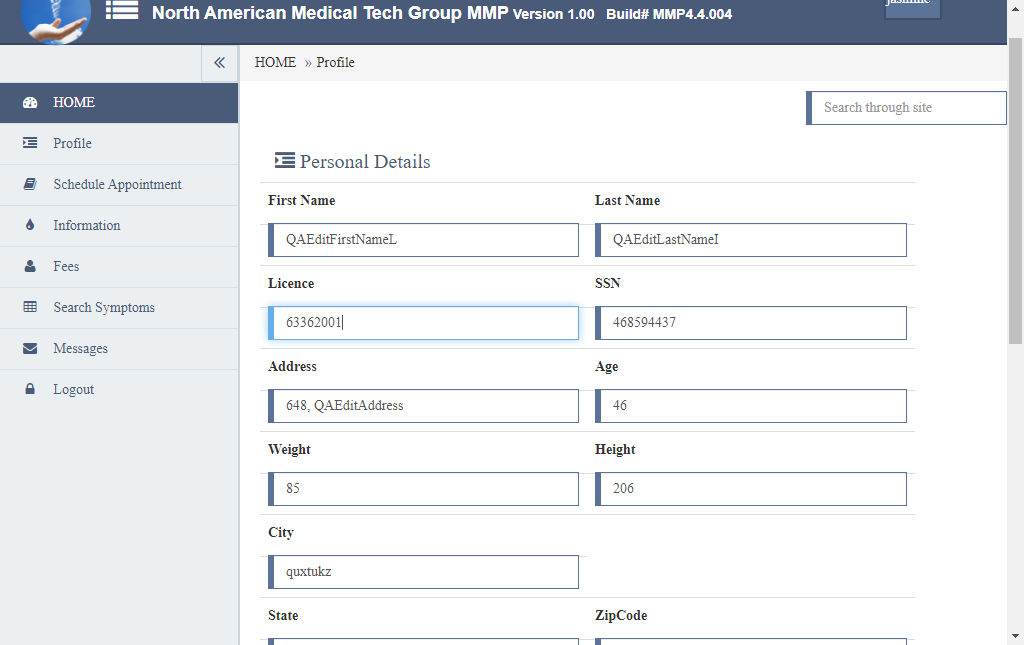 North American Medical Tech Group MMP Version 1.00 Build# MMP4.4.004
jasmine
HOME » Profile
HOME
Profile
Schedule Appointment
Information
Fees
Search Symptoms
Messages
Logout
Search through site
Personal Details
First Name Last Name
QAEditFirstNameL QAEditLastNameI
Licence SSN
63362001 468594437
Address Age
648, QAEditAddress 46
Weight Height
85 206
City
quxtukz
State ZipCode